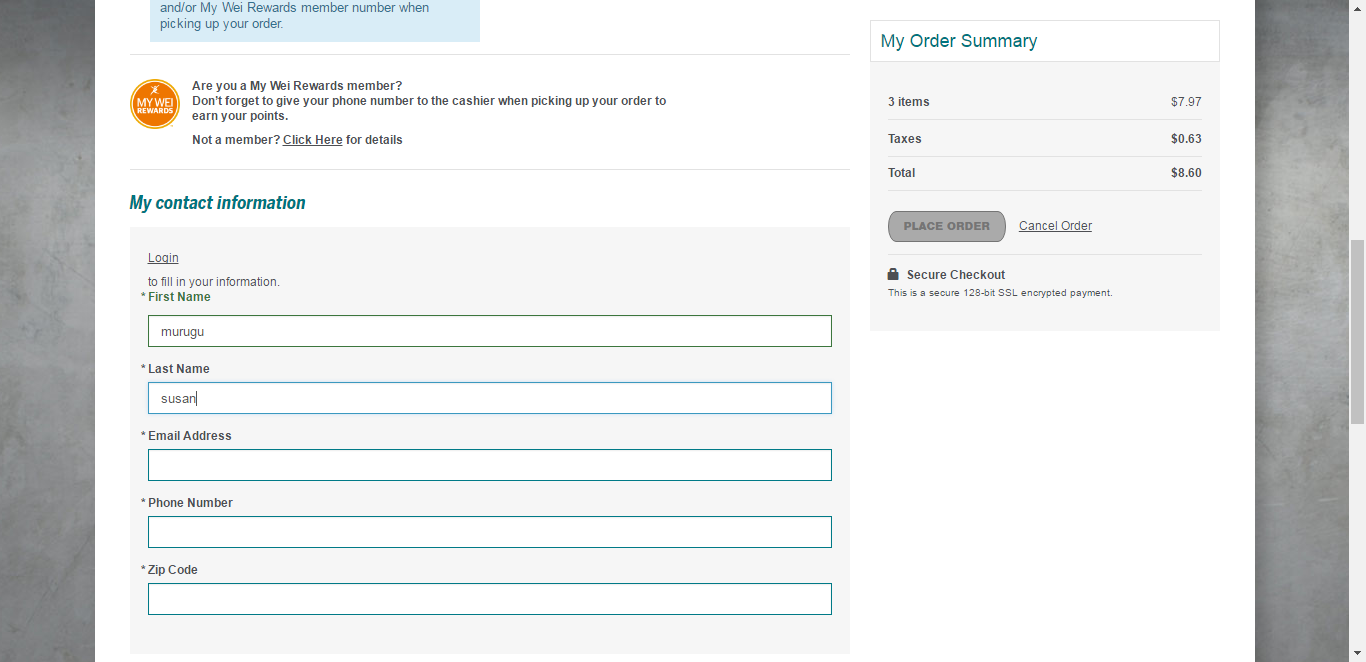 and/or My Wei Rewards member number when
picking up your order.
MY WEI
REWARDS
Are you a My Wei Rewards member?
Don't forget to give your phone number to the cashier when picking up your order to
earn your points.
Not a member? Click Here for details
My contact information
Login
to fill in your information.
* First Name
murugu
* Last Name
susan
* Email Address
* Phone Number
* Zip Code
My Order Summary
3 items $7.97
Taxes $0.63
Total $8.60
PLACE ORDER Cancel Order
Secure Checkout
This is a secure 128-bit SSL encrypted payment.